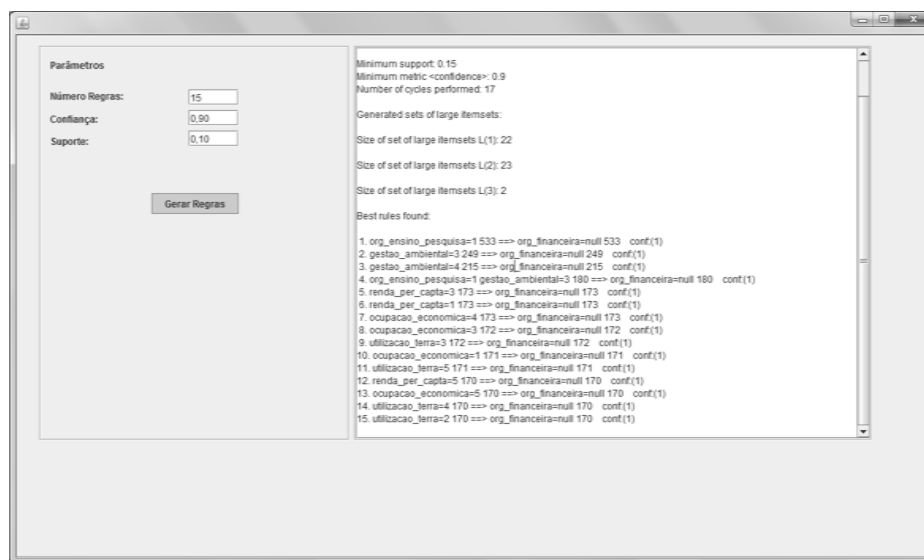 Parâmetros
Número Regras: 15
Confiança: 0,90
Suporte: 0,10
Gerar Regras
Minimum support: 0.15
Minimum metric <confidence>: 0.9
Number of cycles performed: 17
Generated sets of large itemsets:
Size of set of large itemsets L(1): 22
Size of set of large itemsets L(2): 23
Size of set of large itemsets L(3): 2
Best rules found:
1. org_ensino_pesquisa=1 533 ==> org_financeira=null 533 conf:(1)
2. gestao_ambiental=3 249 ==> org_financeira=null 249 conf:(1)
3. gestao_ambiental=4 215 ==> org_financeira=null 215 conf:(1)
4. org_ensino_pesquisa=1 gestao_ambiental=3 180 ==> org_financeira=null 180 conf:(1)
5. renda_per_capta=3 173 ==> org_financeira=null 173 conf:(1)
6. renda_per_capta=1 173 ==> org_financeira=null 173 conf:(1)
7. ocupacao_economica=4 173 ==> org_financeira=null 173 conf:(1)
8. ocupacao_economica=3 172 ==> org_financeira=null 172 conf:(1)
9. utilizacao_terra=3 172 ==> org_financeira=null 172 conf:(1)
10. ocupacao_economica=1 171 ==> org_financeira=null 171 conf:(1)
11. utilizacao_terra=5 171 ==> org_financeira=null 171 conf:(1)
12. renda_per_capta=5 170 ==> org_financeira=null 170 conf:(1)
13. ocupacao_economica=5 170 ==> org_financeira=null 170 conf:(1)
14. utilizacao_terra=4 170 ==> org_financeira=null 170 conf:(1)
15. utilizacao_terra=2 170 ==> org_financeira=null 170 conf:(1)